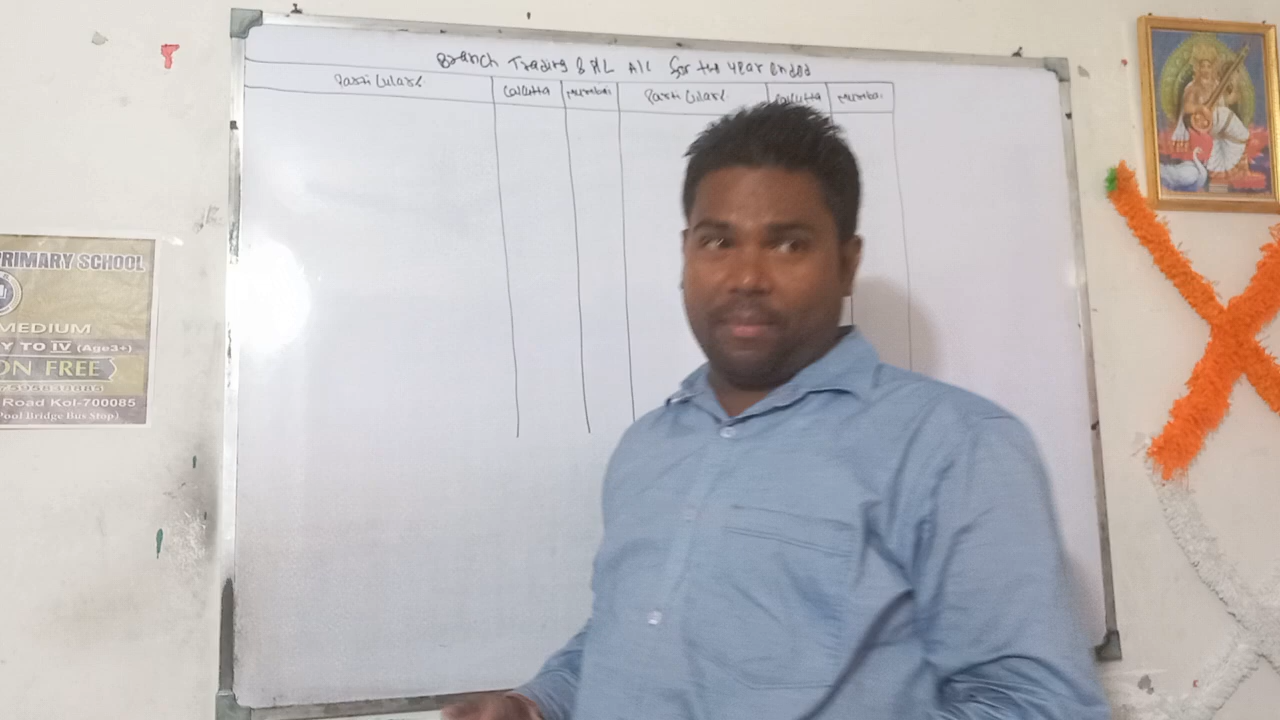 Branch Trading & P/L A/C for the year ended
Particulars Calcutta Mumbai Particulars Calcutta Mumbai
PRIMARY SCHOOL
MEDIUM
Y TO IV (Age3+)
ON FREE
Road Kol-700085
Pool Bridge Bus Stop)